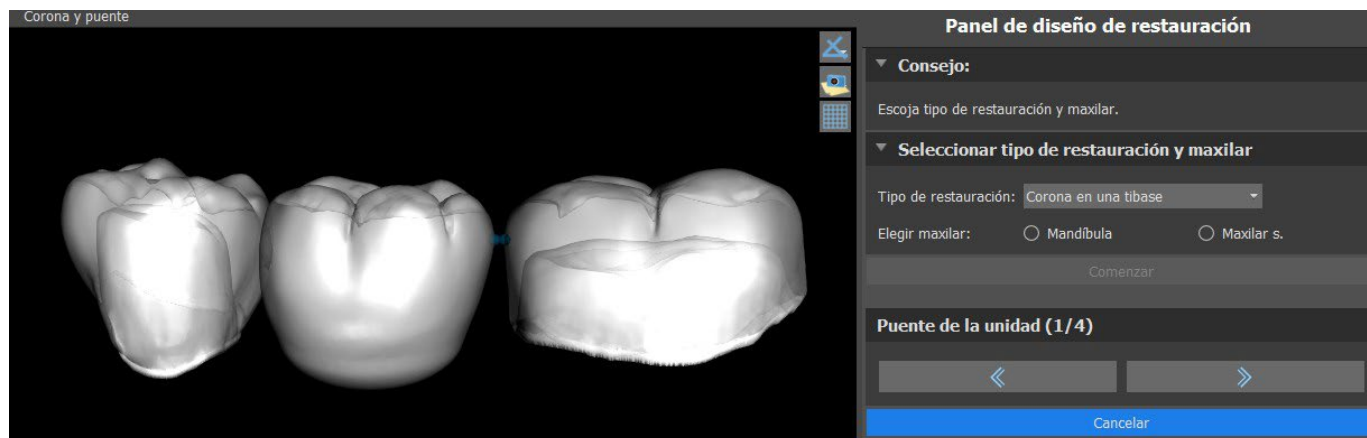 Corona y puente
Panel de diseño de restauración
Consejo:
Escoja tipo de restauración y maxilar.
Seleccionar tipo de restauración y maxilar
Tipo de restauración: Corona en una tibase
Elegir maxilar: Mandíbula Maxilar s.
Comenzar
Puente de la unidad (1/4)
Cancelar